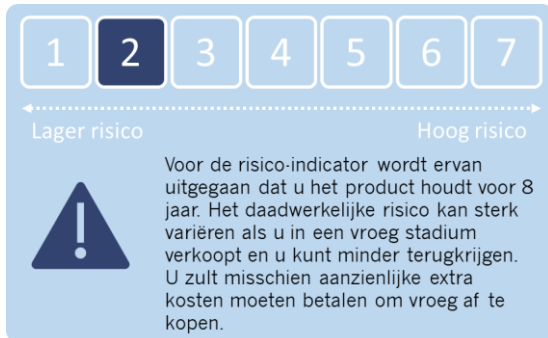 1 2 3 4 5 6 7
Lager risico Hoog risico
Voor de risico-indicator wordt ervan
uitgegaan dat u het product houdt voor 8
jaar. Het daadwerkelijke risico kan sterk
variëren als u in een vroeg stadium
verkoopt en u kunt minder terugkrijgen.
U zult misschien aanzienlijke extra
kosten moeten betalen om vroeg af te
kopen.